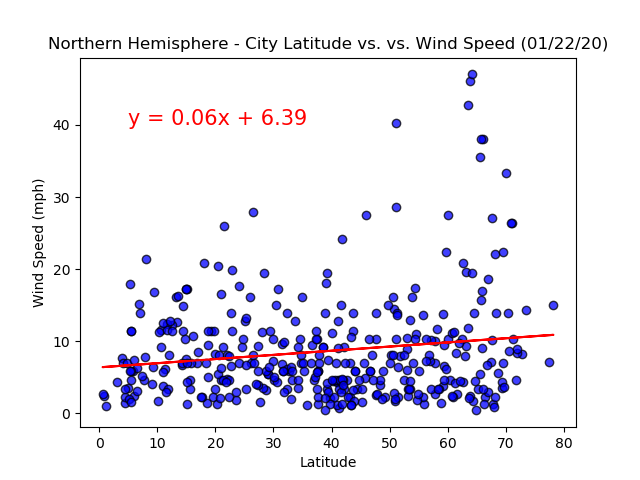 Northern Hemisphere - City Latitude vs. vs. Wind Speed (01/22/20)
y = 0.06x + 6.39
Wind Speed (mph)
40
30
20
10
0
0 10 20 30 40 50 60 70 80
Latitude